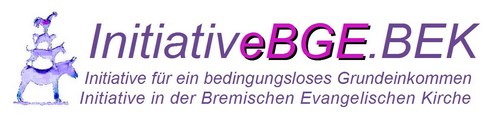 InitiativeBGE.BEK
Initiative für ein bedingungsloses Grundeinkommen
Initiative in der Bremischen Evangelischen Kirche